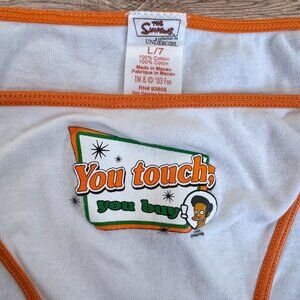 THE
Simpsons
UNDERGIRL
L/7
100% Cotton
100% Coton
Made in Macau
Fabrique in Macau
TM & © '03 Fox
RN# 93858
You touch,
you buy!